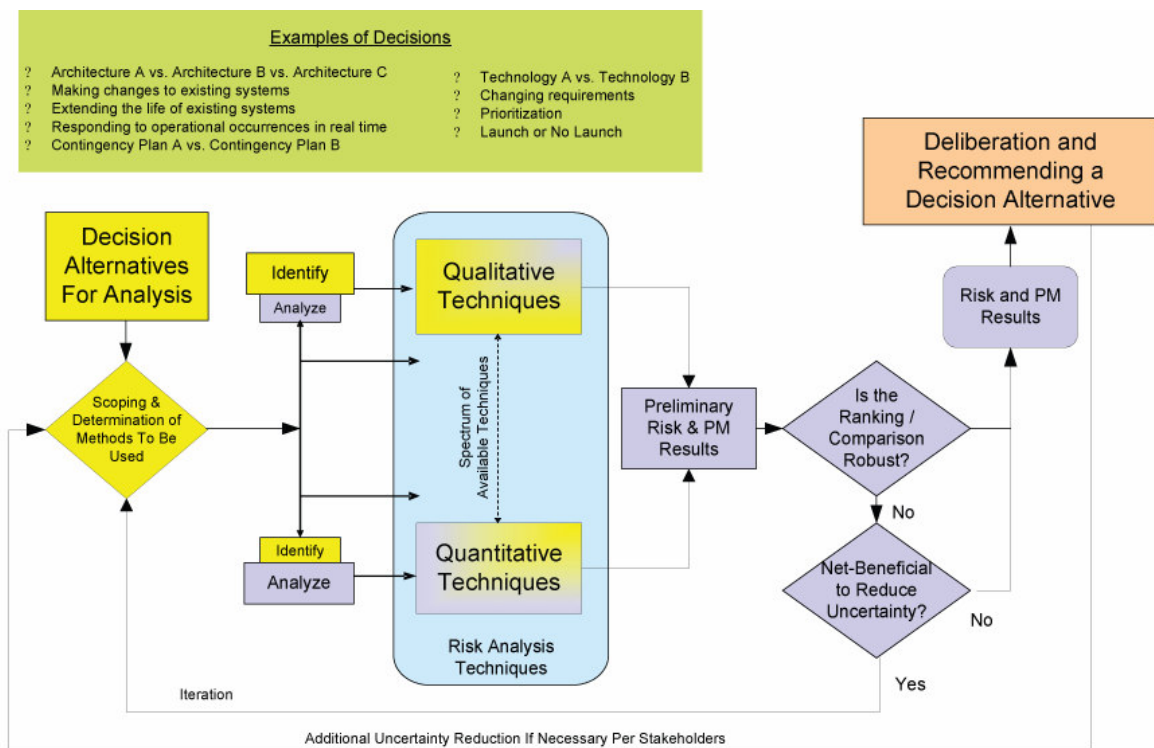 Examples of Decisions
? Architecture A vs. Architecture B vs. Architecture C
? Making changes to existing systems
? Extending the life of existing systems
? Responding to operational occurrences in real time
? Contingency Plan A vs. Contingency Plan B
? Technology A vs. Technology B
? Changing requirements
? Prioritization
? Launch or No Launch
Deliberation and
Recommending a
Decision Alternative
Decision
Alternatives
For Analysis
Identify
Analyze
Qualitative
Techniques
Risk and PM
Results
Scoping &
Determination of
Methods To Be
Used
Spectrum of
Available Techniques
Preliminary
Risk & PM
Results
Is the
Ranking /
Comparison
Robust?
No
Identify
Analyze
Quantitative
Techniques
Net-Beneficial
to Reduce
Uncertainty?
No
Risk Analysis
Techniques
Yes
Iteration
Additional Uncertainty Reduction If Necessary Per Stakeholders